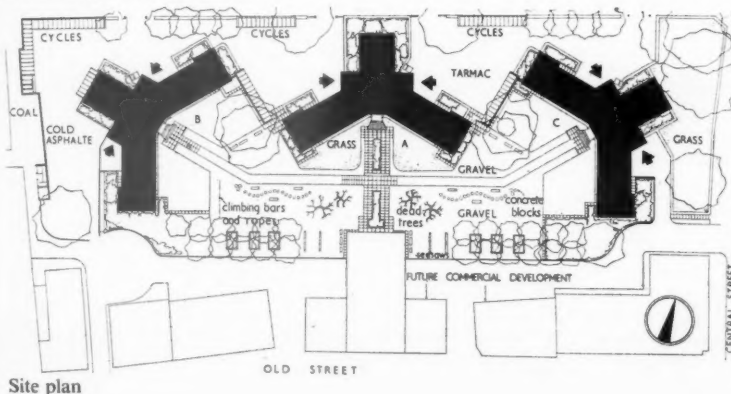 CYCLES
CYCLES
CYCLES
A
TARMAC
COAL
COLD
ASPHALTE
B
GRASS
A
C
GRASS
GRAVEL
climbing bars
and ropes
dead
trees
GRAVEL
concrete
blocks
FUTURE COMMERCIAL DEVELOPMENT
CENTRAL STREET
OLD STREET
Site plan